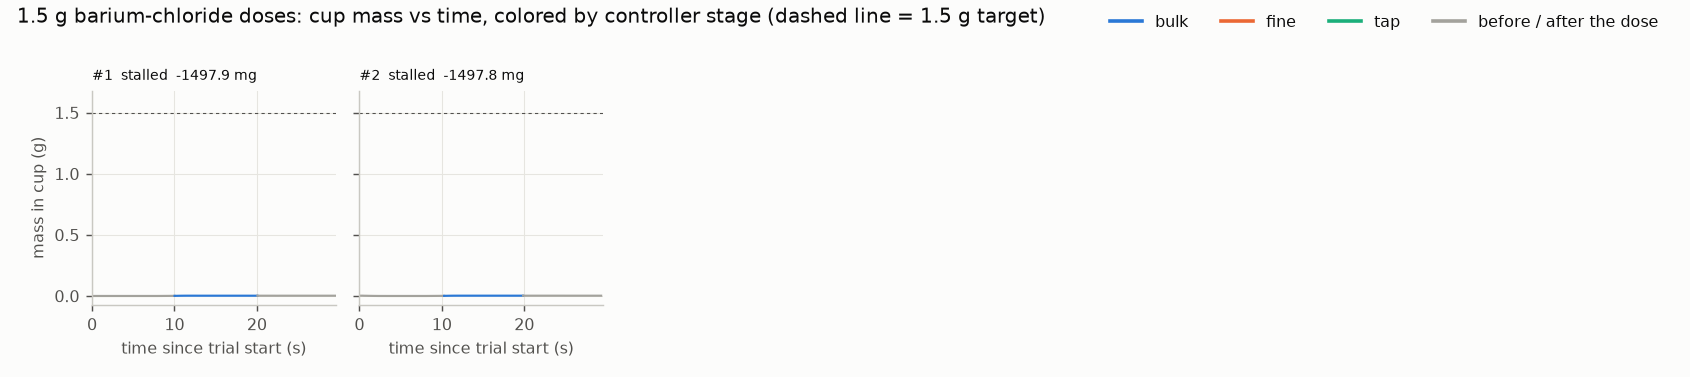 1.5 g barium-chloride doses: cup mass vs time, colored by controller stage (dashed line = 1.5 g target)
bulk fine tap before / after the dose
#1 stalled -1497.9 mg
#2 stalled -1497.8 mg
mass in cup (g)
1.5
1.0
0.5
0.0
0 10 20
0 10 20
time since trial start (s)
time since trial start (s)